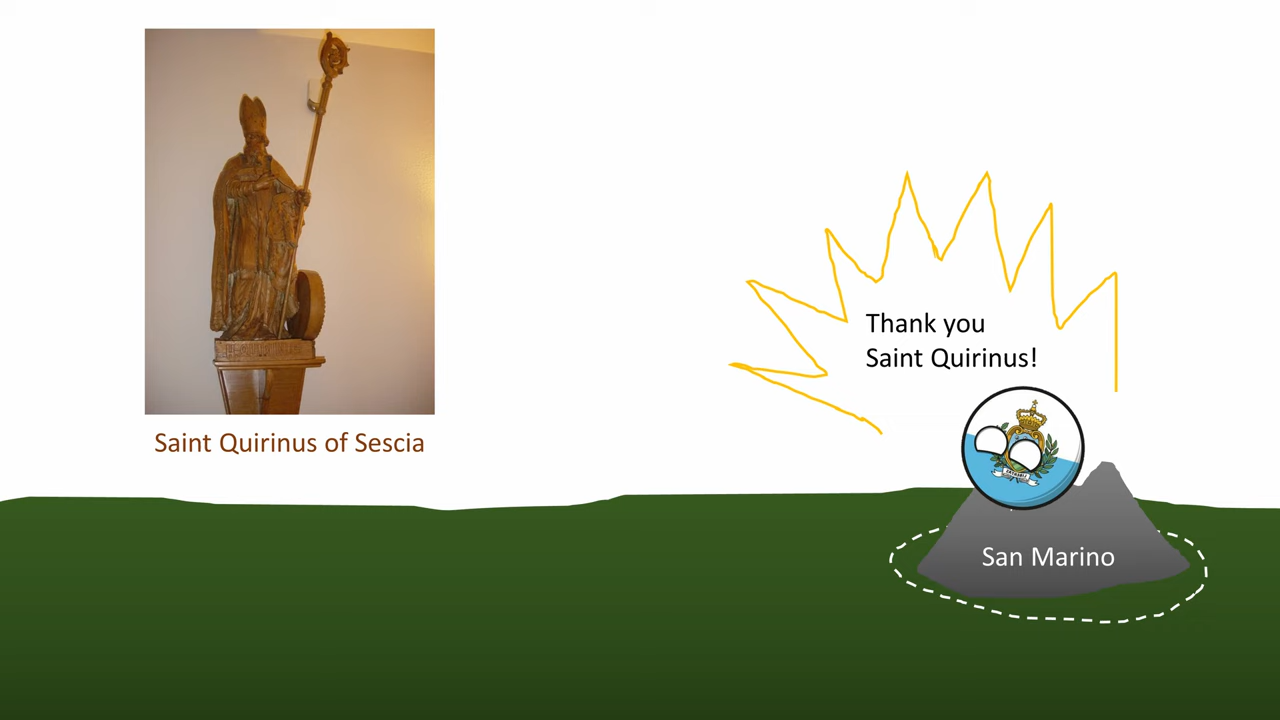 Saint Quirinus of Sescia
Thank you
Saint Quirinus!
San Marino